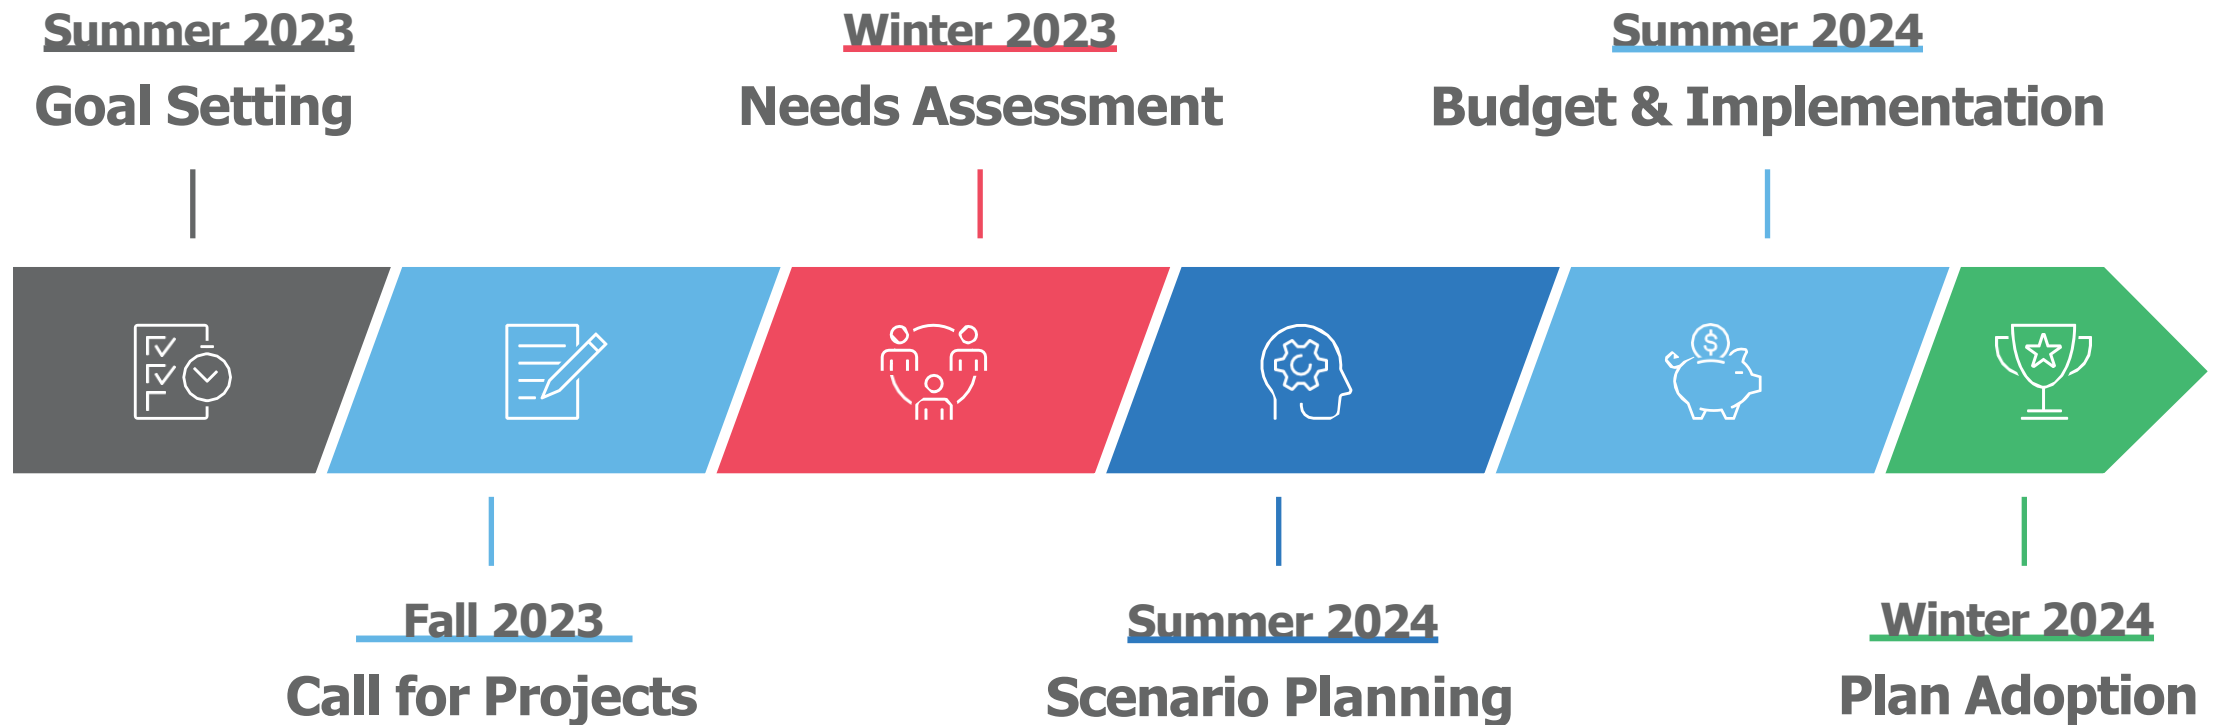 Summer 2023
Goal Setting
Winter 2023
Needs Assessment
Summer 2024
Budget & Implementation
$
Fall 2023
Call for Projects
Summer 2024
Scenario Planning
Winter 2024
Plan Adoption